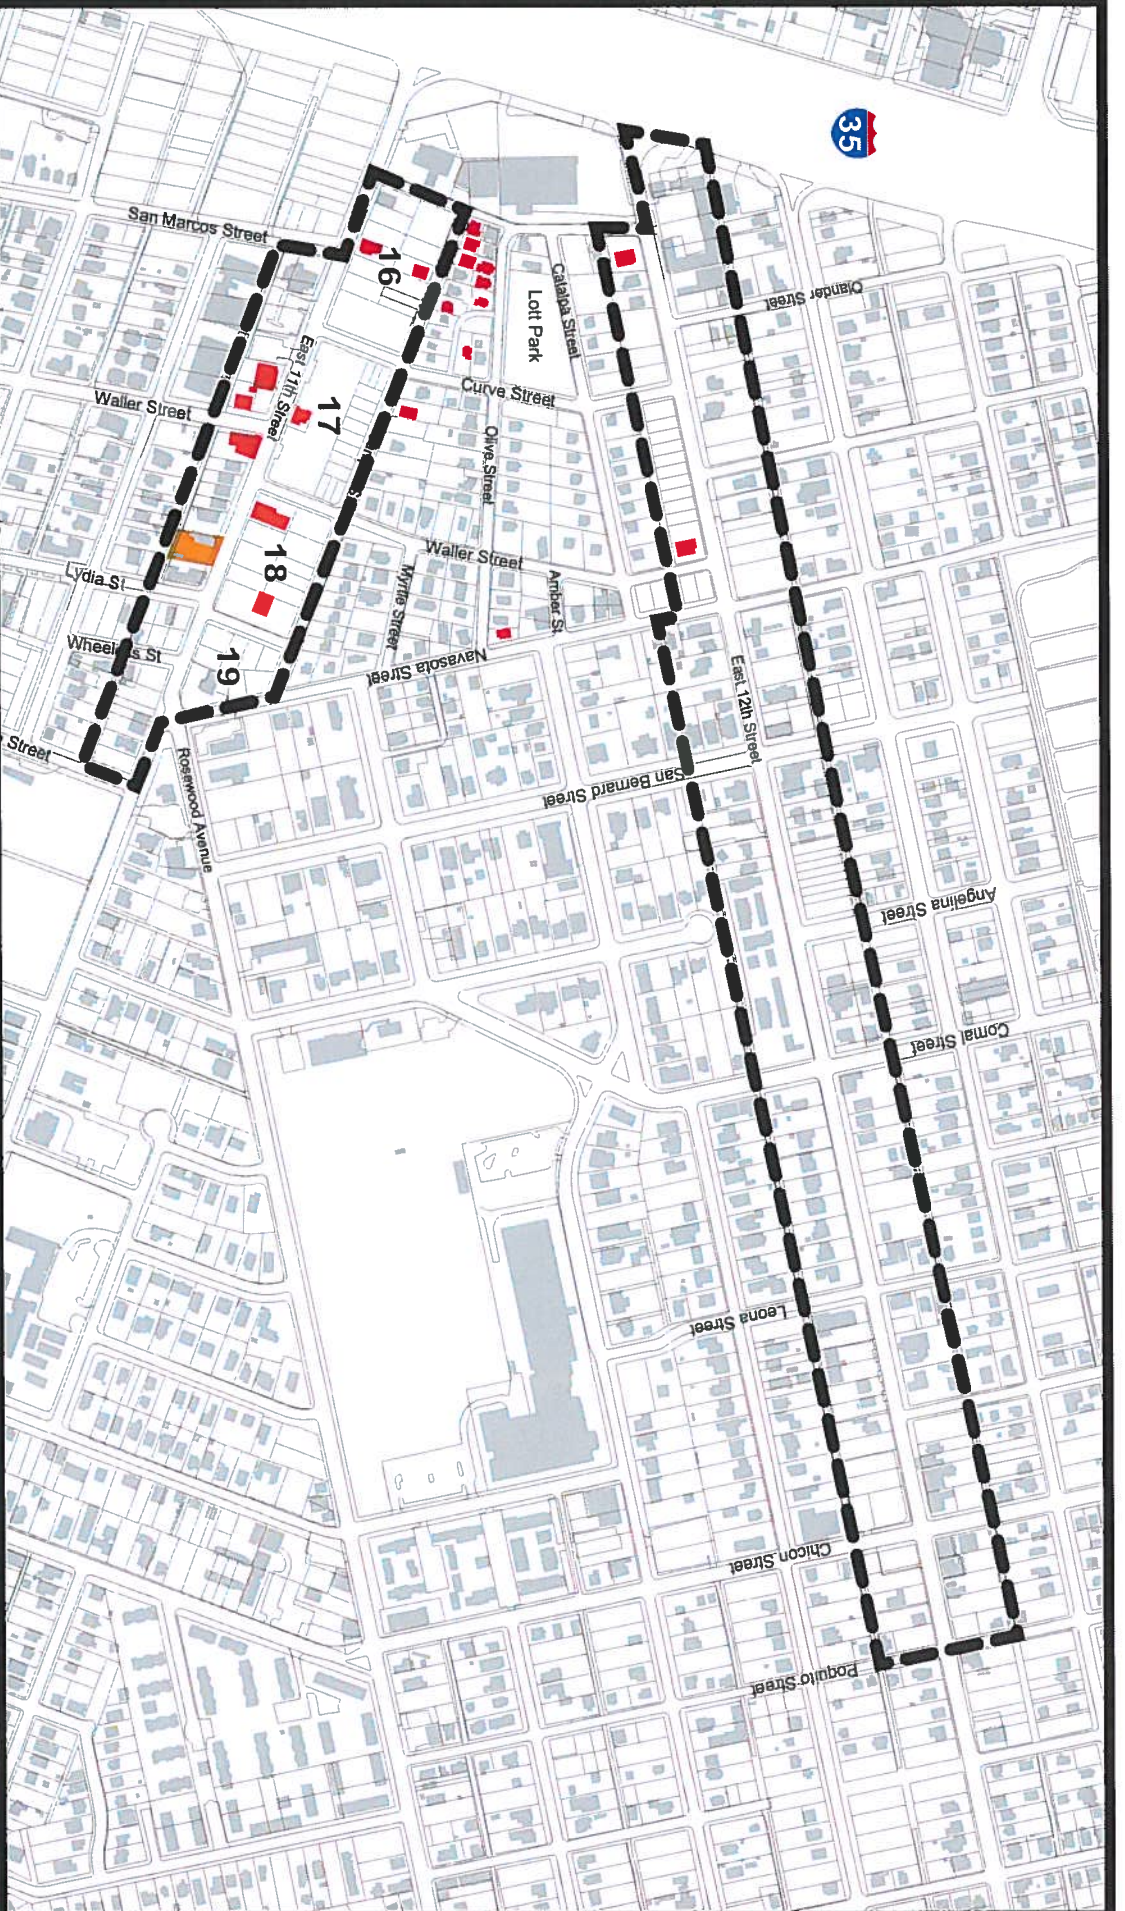 35
Olander Street
San Marcos Street
16
Catalpa Street
Lott Park
East 11th Street
17
Curve Street
Waller Street
Olive Street
18
Waller Street
Amber St
Myrtle Street
Lydia St
19
Navasota Street
East 12th Street
Street
Rosewood Avenue
San Bernard Street
Angelina Street
Comal Street
Leona Street
Chicon Street
Poquito Street